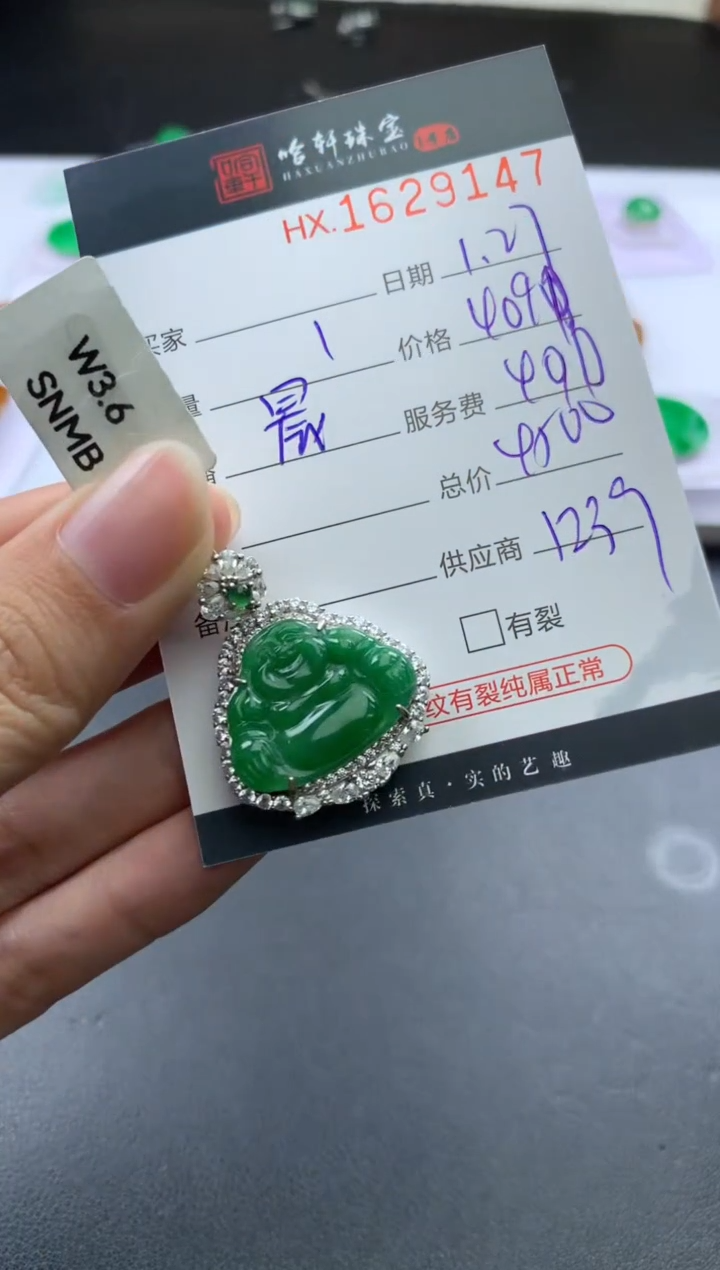 哈轩珠宝
HAXUANZHUBAO
HX.1629147
日期 1.27
买家
价格 409
量 1
服务费 490
晨
总价 4500
供应商 1239
备
有裂
纹有裂纯属正常
探索真·实的艺趣
W3.6
SNMB